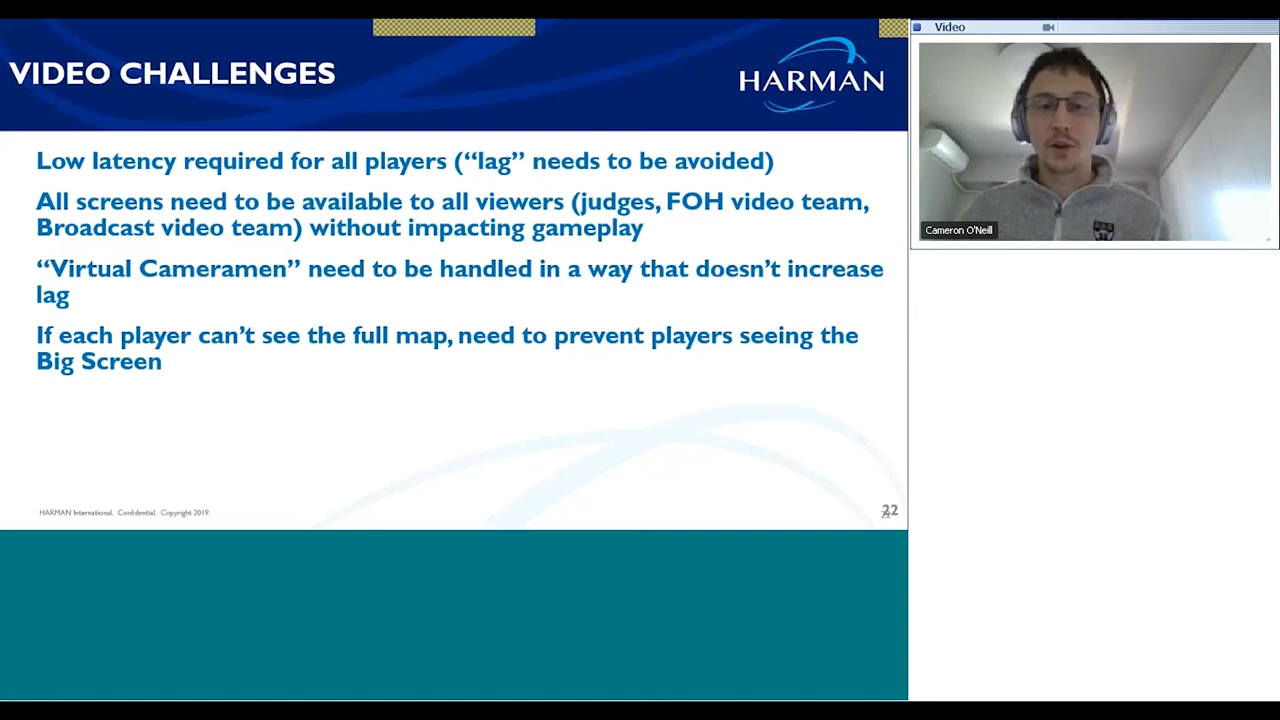 VIDEO CHALLENGES
HARMAN
Low latency required for all players (“lag” needs to be avoided)
All screens need to be available to all viewers (judges, FOH video team,
Broadcast video team) without impacting gameplay
“Virtual Cameramen” need to be handled in a way that doesn’t increase
lag
If each player can’t see the full map, need to prevent players seeing the
Big Screen
HARMAN International. Confidential. Copyright 2019.
22
Video
Cameron O'Neill